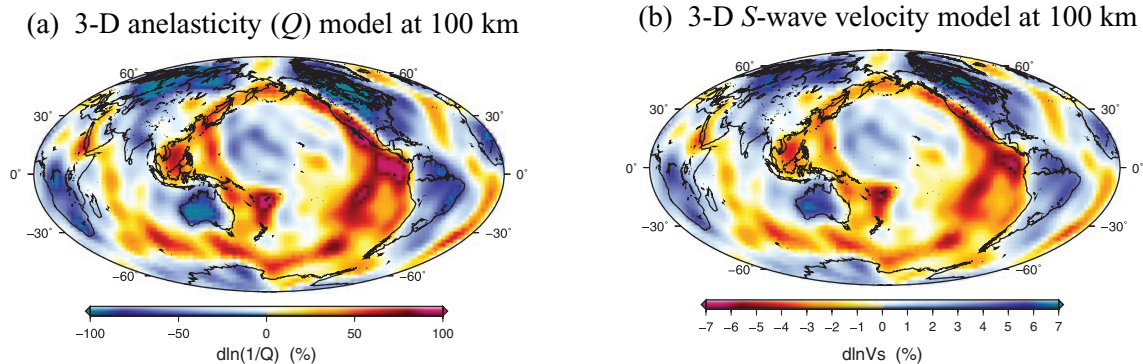 (a) 3-D anelasticity (Q) model at 100 km
(b) 3-D S-wave velocity model at 100 km
60˚ 60˚
30˚ 30˚
0˚ 0˚
−30˚ −30˚
−60 −60˚
−100 −50 0 50 100
dln(1/Q) (%)
60˚ 60˚
30˚ 30˚
0˚ 0˚
−30˚ −30˚
−60 −60˚
−7 −6 −5 −4 −3 −2 −1 0 1 2 3 4 5 6 7
dlnVs (%)